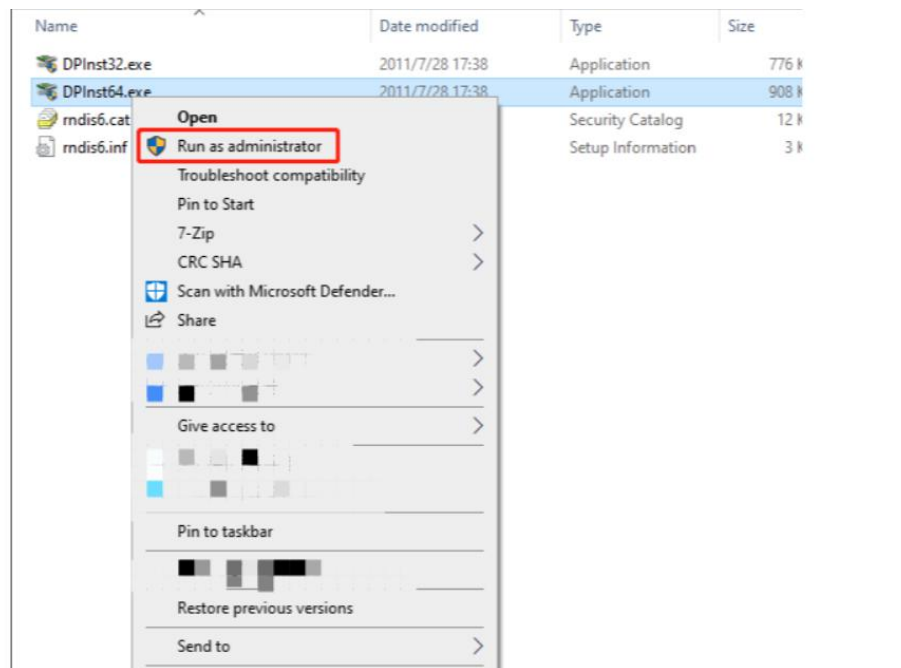 Name Date modified Type Size
DPInst32.exe 2011/7/28 17:38 Application 776 K
DPInst64.exe 2011/7/28 17:38 Application 908 K
rndis6.cat Security Catalog 12 K
rndis6.inf Setup Information 3 K
Open
Run as administrator
Troubleshoot compatibility
Pin to Start
7-Zip
CRC SHA
Scan with Microsoft Defender...
Share
Give access to
Pin to taskbar
Restore previous versions
Send to